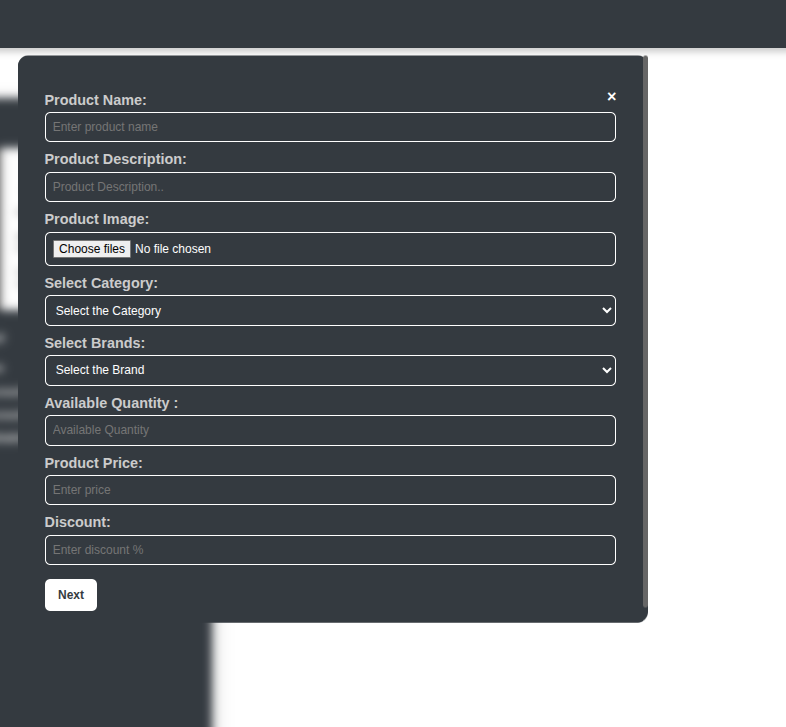 ×
Product Name:
Enter product name
Product Description:
Product Description..
Product Image:
Choose files No file chosen
Select Category:
Select the Category
Select Brands:
Select the Brand
Available Quantity :
Available Quantity
Product Price:
Enter price
Discount:
Enter discount %
Next